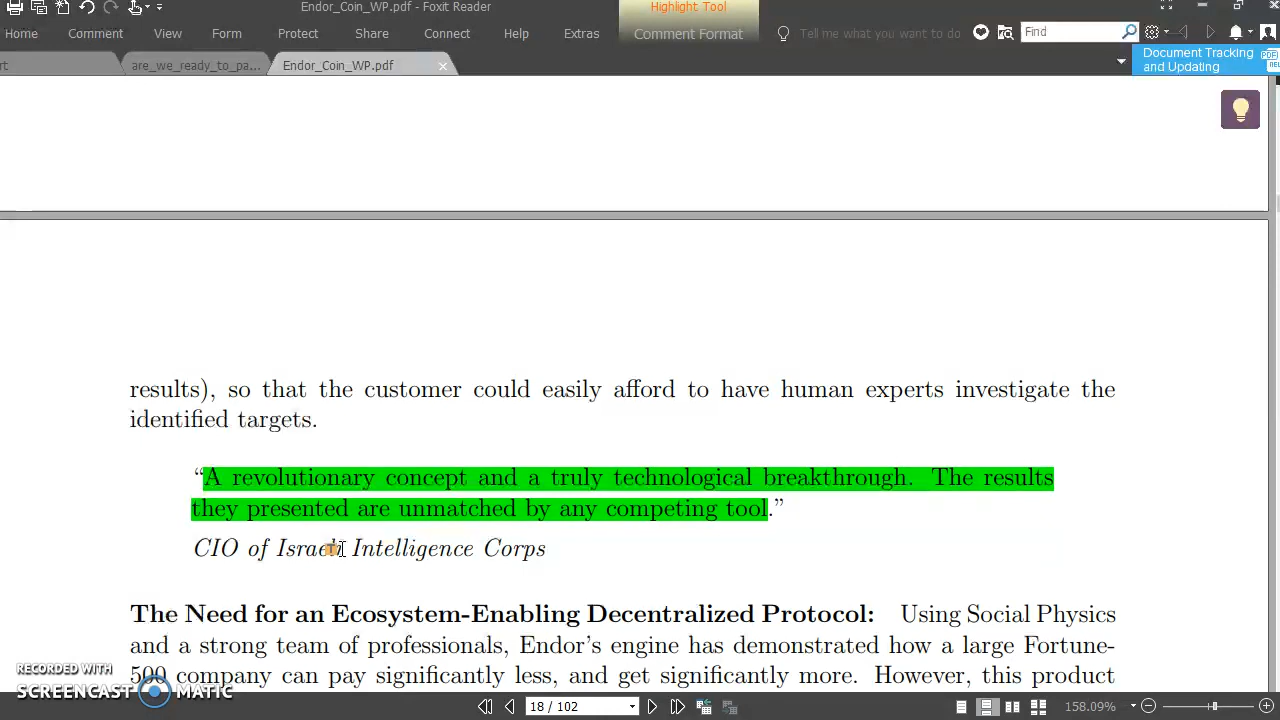 Endor_Coin_WP.pdf - Foxit Reader
Highlight Tool
Home Comment View Form Protect Share Connect Help Extras Comment Format Tell me what you want to do Find
rt are_we_ready_to_pa... Endor_Coin_WP.pdf
Document Tracking
and Updating
results), so that the customer could easily afford to have human experts investigate the
identified targets.
“A revolutionary concept and a truly technological breakthrough. The results
they presented are unmatched by any competing tool.”
CIO of Israeli Intelligence Corps
The Need for an Ecosystem-Enabling Decentralized Protocol: Using Social Physics
and a strong team of professionals, Endor’s engine has demonstrated how a large Fortune-
500 company can pay significantly less, and get significantly more. However, this product
RECORDED WITH
SCREENCAST MATIC
18 / 102
158.09%